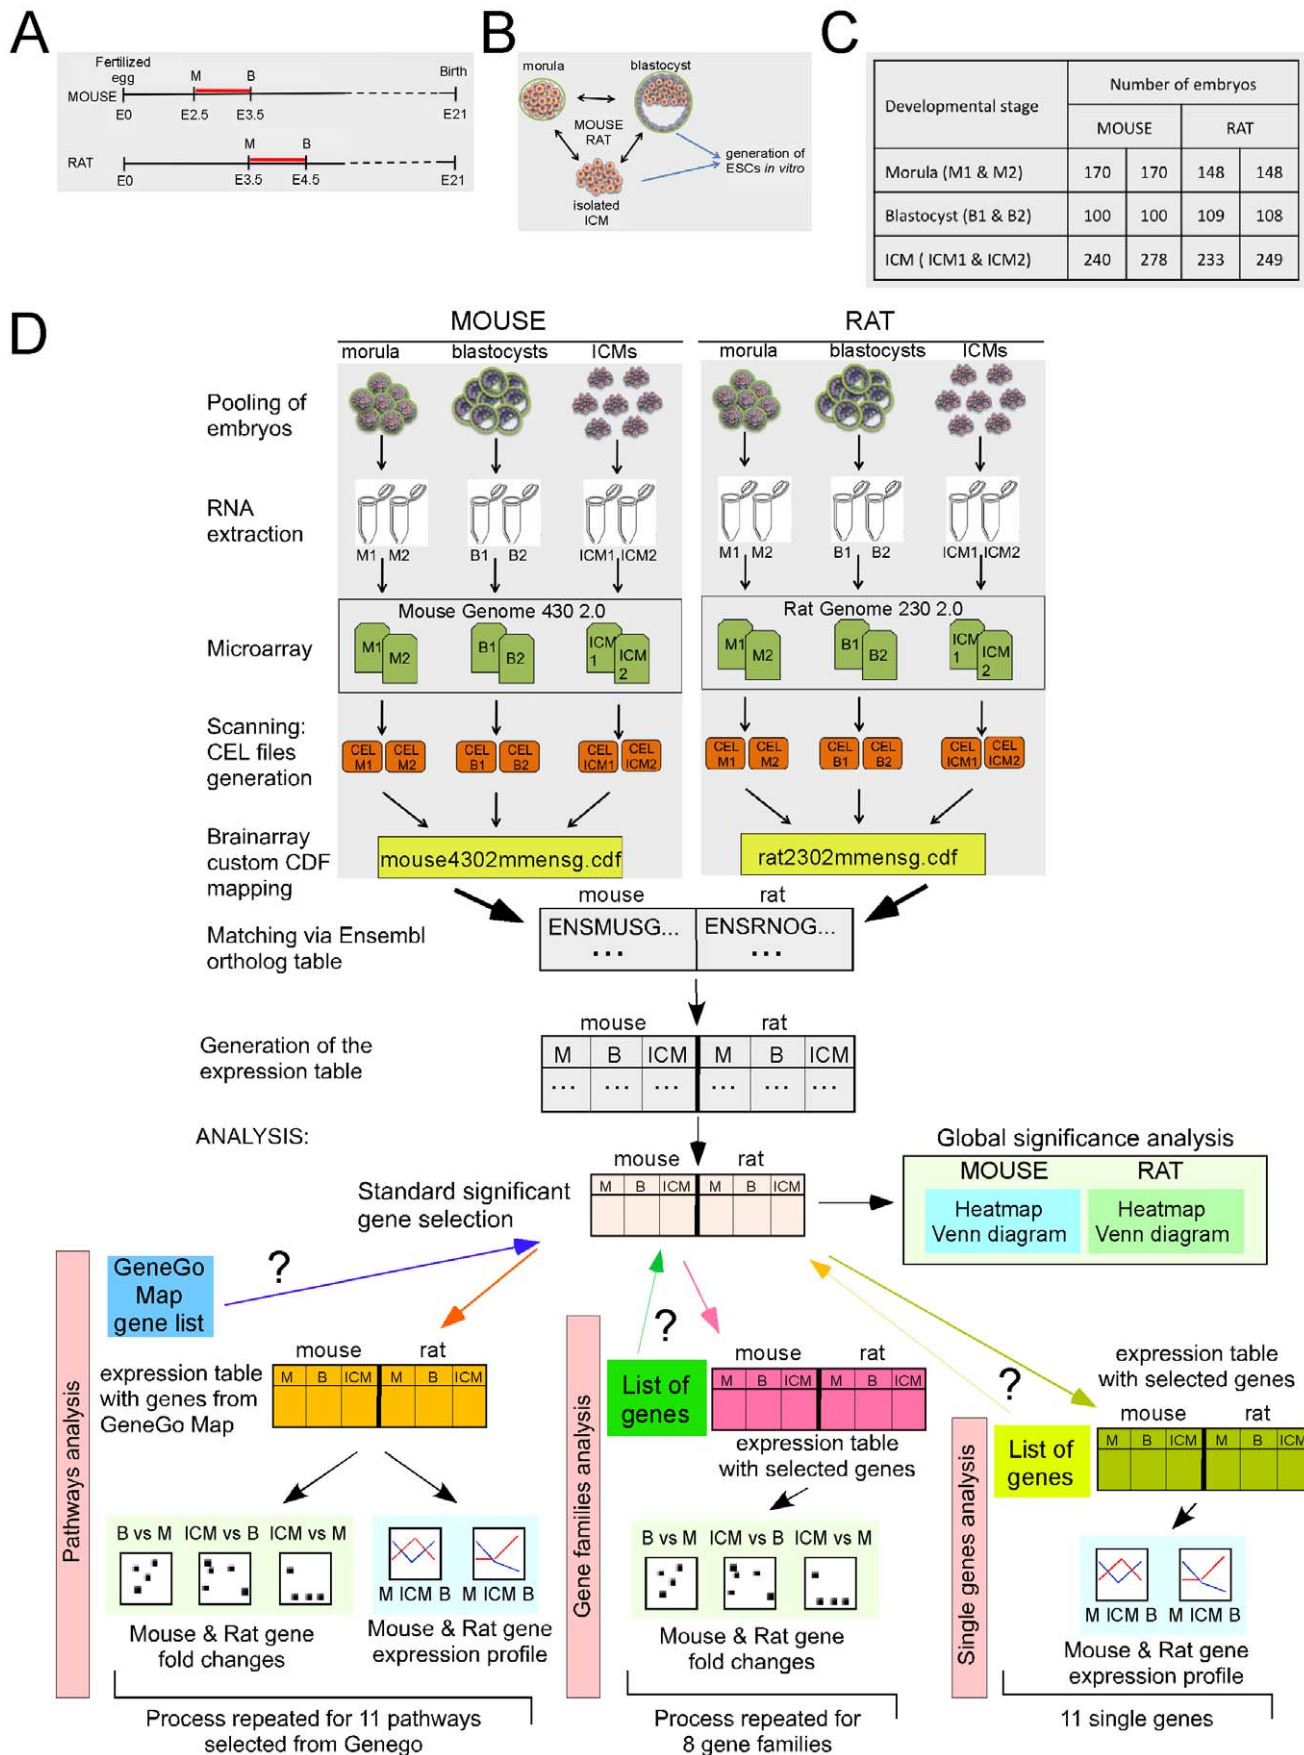 A
Fertilized
egg
M
B
Birth
MOUSE
E0
E2.5
E3.5
E21
M
B
RAT
E0
E3.5
E4.5
E21
B
morula
blastocyst
MOUSE
RAT
generation of
ESCs in vitro
isolated
ICM
C
Developmental stage
Number of embryos
MOUSE
RAT
Morula (M1 & M2)
170
170
148
148
Blastocyst (B1 & B2)
100
100
109
108
ICM ( ICM1 & ICM2)
240
278
233
249
D
MOUSE
RAT
morula
blastocysts
ICMs
morula
blastocysts
ICMs
Pooling of
embryos
RNA
extraction
M1 M2
B1 B2
ICM1 ICM2
M1 M2
B1 B2
ICM1 ICM2
Mouse Genome 430 2.0
Rat Genome 230 2.0
Microarray
M1
M2
B1
B2
ICM
1
ICM
2
M1
M2
B1
B2
ICM
1
ICM
2
Scanning:
CEL files
generation
CEL
M1
CEL
M2
CEL
B1
CEL
B2
CEL
ICM1
CEL
ICM2
CEL
M1
CEL
M2
CEL
B1
CEL
B2
CEL
ICM1
CEL
ICM2
Brainarray
custom CDF
mapping
mouse4302mmensg.cdf
rat2302mmensg.cdf
mouse
rat
Matching via Ensembl
ortholog table
ENSMUSG...
...
ENSRNOG...
...
mouse
rat
Generation of the
expression table
M B ICM M B ICM
... ... ... ... ... ...
ANALYSIS:
mouse
rat
Standard significant
gene selection
M B ICM M B ICM
Global significance analysis
MOUSE
RAT
Heatmap
Venn diagram
Heatmap
Venn diagram
Pathways analysis
GeneGo
Map
gene list
?
mouse
rat
expression table
with genes from
GeneGo Map
M B ICM M B ICM
B vs M ICM vs B ICM vs M
M ICM B M ICM B
Mouse & Rat gene
fold changes
Mouse & Rat gene
expression profile
Process repeated for 11 pathways
selected from Genego
Gene families analysis
?
List of
genes
mouse
rat
M B ICM M B ICM
expression table
with selected genes
B vs M ICM vs B ICM vs M
Mouse & Rat gene
fold changes
Process repeated for
8 gene families
Single genes analysis
?
List of
genes
expression table
with selected genes
mouse
rat
M B ICM M B ICM
M ICM B M ICM B
Mouse & Rat gene
expression profile
11 single genes